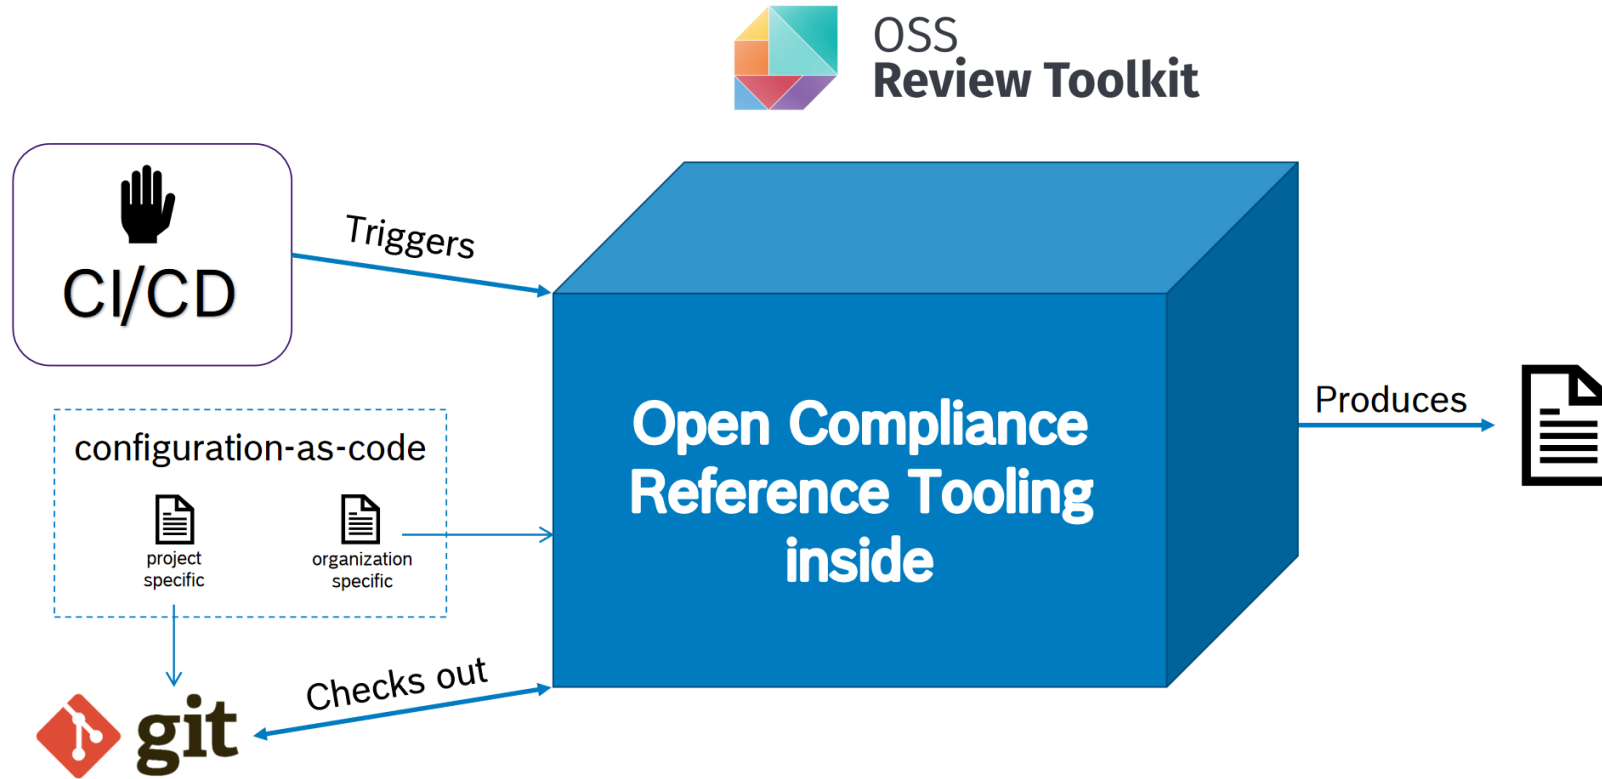 OSS
Review Toolkit
CI/CD
Triggers
configuration-as-code
project
specific
organization
specific
Open Compliance
Reference Tooling
inside
Produces
Checks out
git